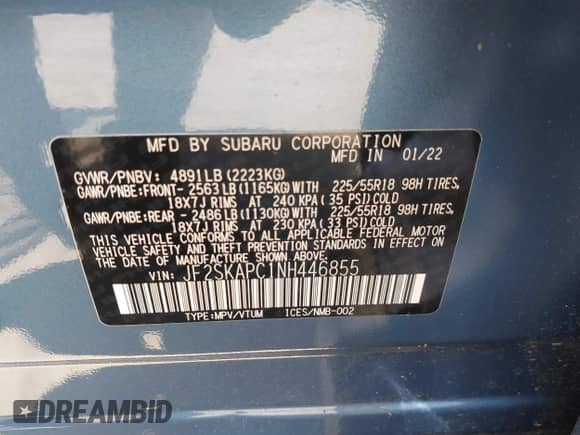 MFD BY SUBARU CORPORATION
MFD IN 01/22
GVWR/PNBV: 4891LB(2223KG)
GAWR/PNBE:FRONT-2563LB(1165KG)WITH 225/55R18 98H TIRES,
18X7J RIMS AT 240 KPA(35 PSI)COLD
GAWR/PNBE:REAR -2486LB(1130KG)WITH 225/55R18 98H TIRES,
18X7J RIMS AT 230 KPA(33 PSI)COLD
THIS VEHICLE CONFORMS TO ALL APPLICABLE FEDERAL MOTOR
VEHICLE SAFETY AND THEFT PREVENTION STANDARDS IN EFFECT ON
THE DATE OF MANUFACTURE SHOWN ABOVE.
VIN: JF2SKAPC1NH446855
TYPE:MPV/VTUM ICES/NMB-002
DREAMBID